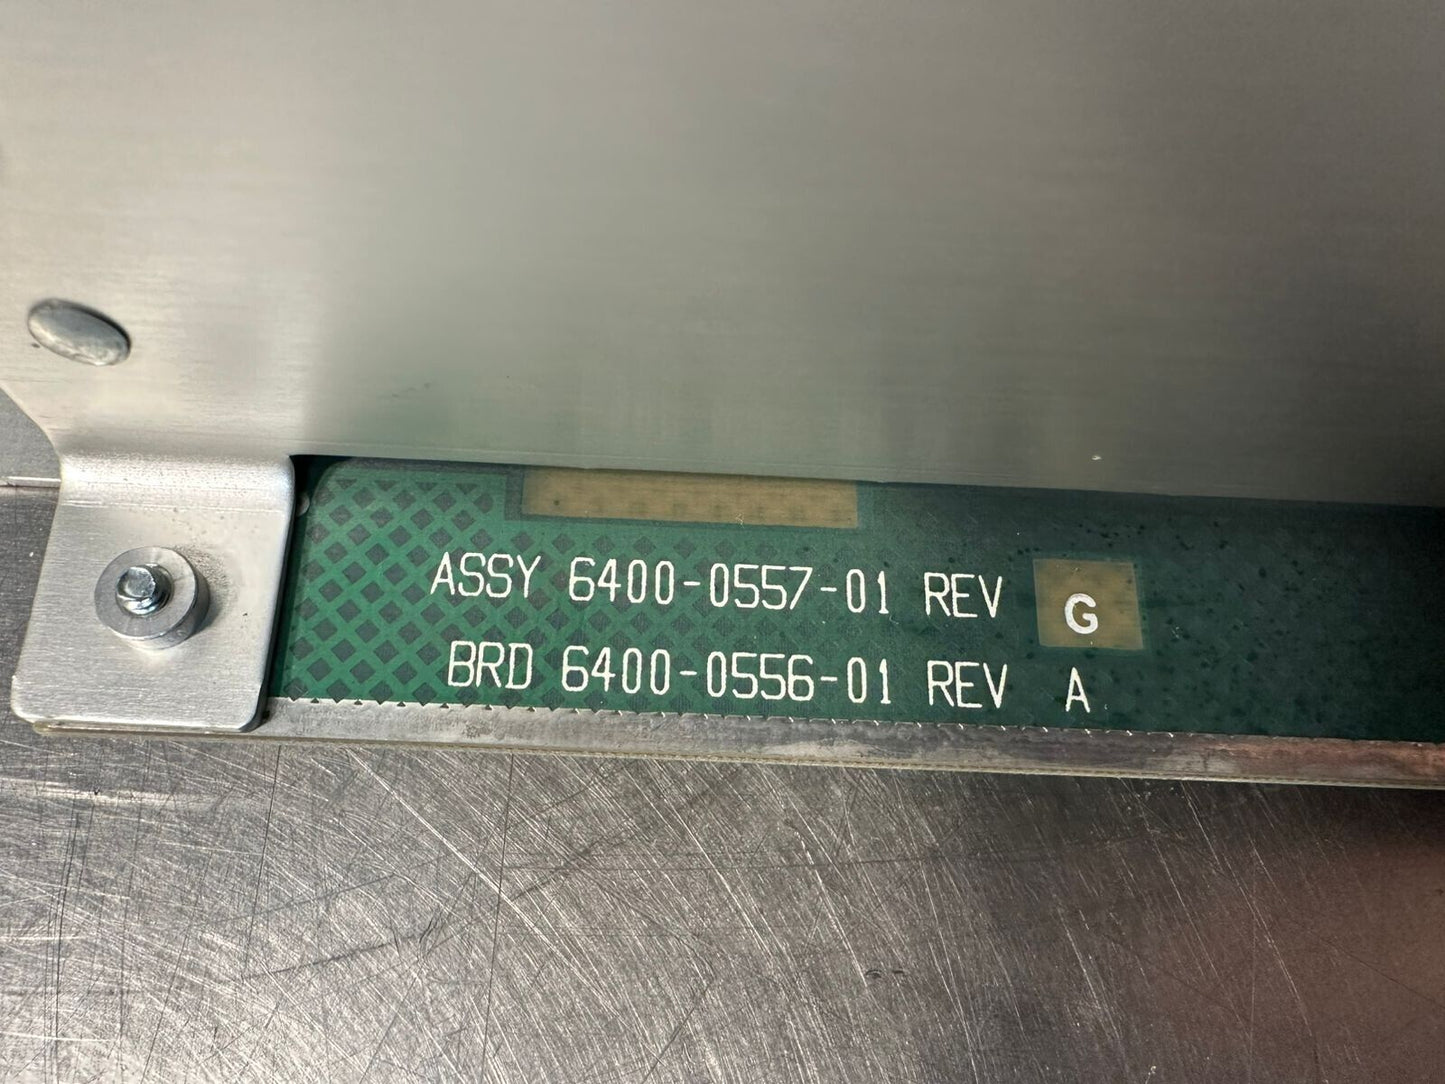 ASSY 6400-0557-01 REV G
BRD 6400-0556-01 REV A